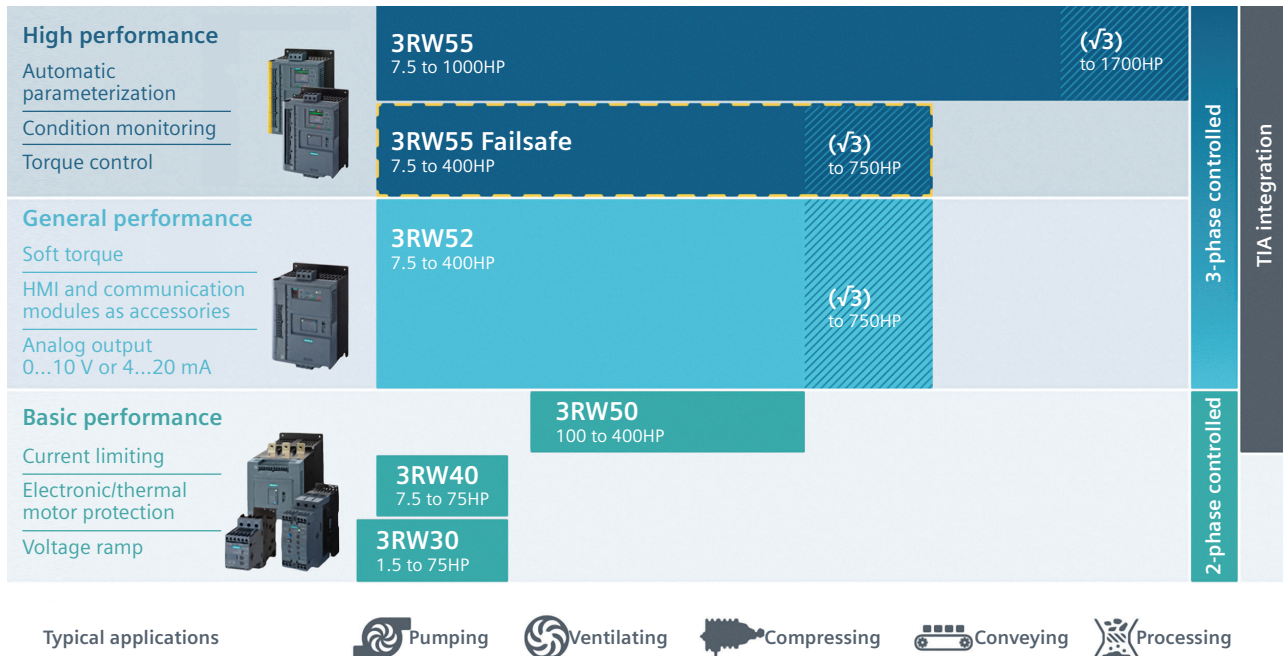 High performance
Automatic
parameterization
Condition monitoring
Torque control
3RW55
7.5 to 1000HP
(√3)
to 1700HP
3RW55 Failsafe
7.5 to 400HP
(√3)
to 750HP
General performance
Soft torque
HMI and communication
modules as accessories
Analog output
0...10 V or 4...20 mA
3RW52
7.5 to 400HP
(√3)
to 750HP
Basic performance
Current limiting
Electronic/thermal
motor protection
Voltage ramp
3RW50
100 to 400HP
3RW40
7.5 to 75HP
3RW30
1.5 to 75HP
3-phase controlled
2-phase controlled
TIA integration
Typical applications
Pumping
Ventilating
Compressing
Conveying
Processing